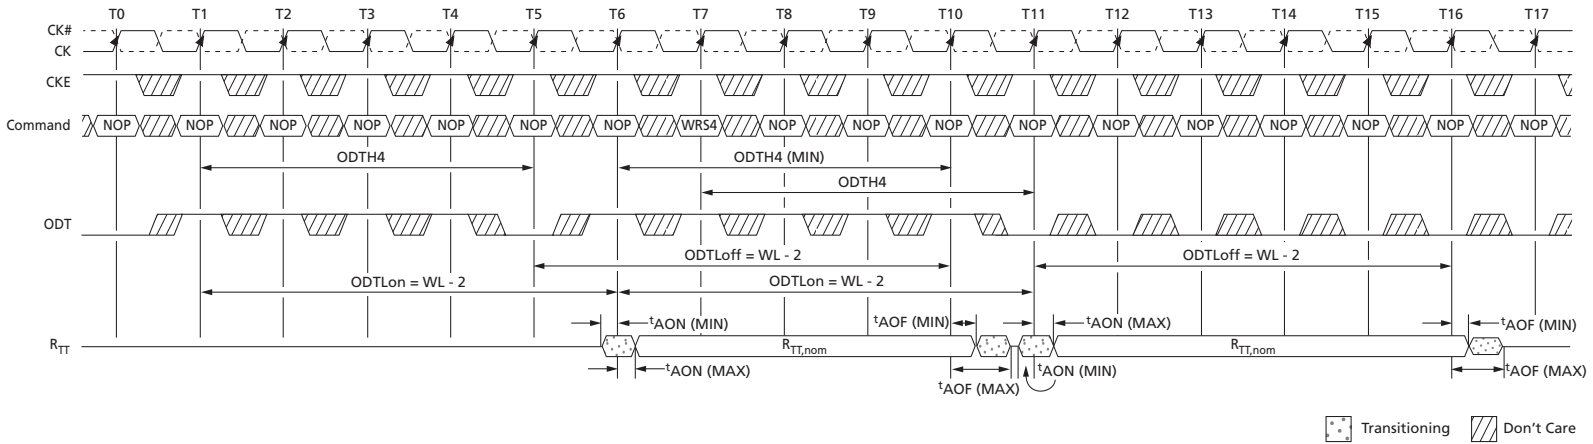 T0 T1 T2 T3 T4 T5 T6 T7 T8 T9 T10 T11 T12 T13 T14 T15 T16 T17
CK#
CK
CKE
Command NOP NOP NOP NOP NOP NOP NOP WRS4 NOP NOP NOP NOP NOP NOP NOP NOP NOP NOP
ODTH4 ODTH4 (MIN)
ODTH4
ODT
ODTLoff = WL - 2 ODTLoff = WL - 2
ODTLon = WL - 2 ODTLon = WL - 2
tAON (MIN) tAOF (MIN) tAON (MAX) tAOF (MIN)
RTT RTT,nom RTT,nom
tAON (MAX) tAON (MIN) tAOF (MAX)
tAOF (MAX)
Transitioning Don't Care